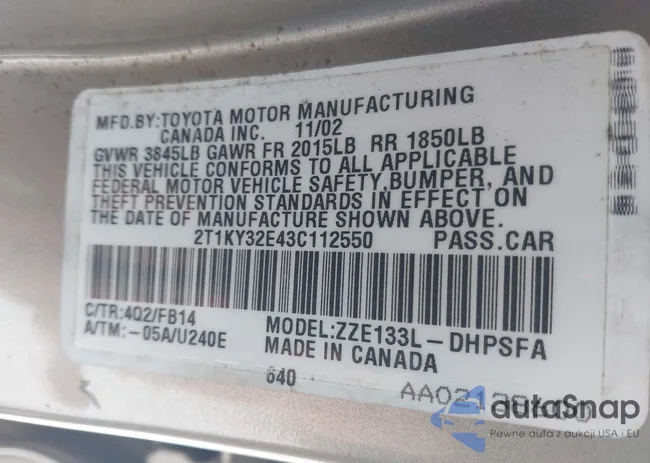 MFD.BY:TOYOTA MOTOR MANUFACTURING
CANADA INC. 11/02
GVWR 3845LB GAWR FR 2015LB RR 1850LB
THIS VEHICLE CONFORMS TO ALL APPLICABLE
FEDERAL MOTOR VEHICLE SAFETY,BUMPER, AND
THEFT PREVENTION STANDARDS IN EFFECT ON
THE DATE OF MANUFACTURE SHOWN ABOVE.
2T1KY32E43C112550 PASS.CAR
C/TR:4Q2/FB14
A/TM:-05A/U240E
MODEL:ZZE133L-DHPSFA
MADE IN CANADA
640
autoSnap
Pewne auta z aukcji USA i EU